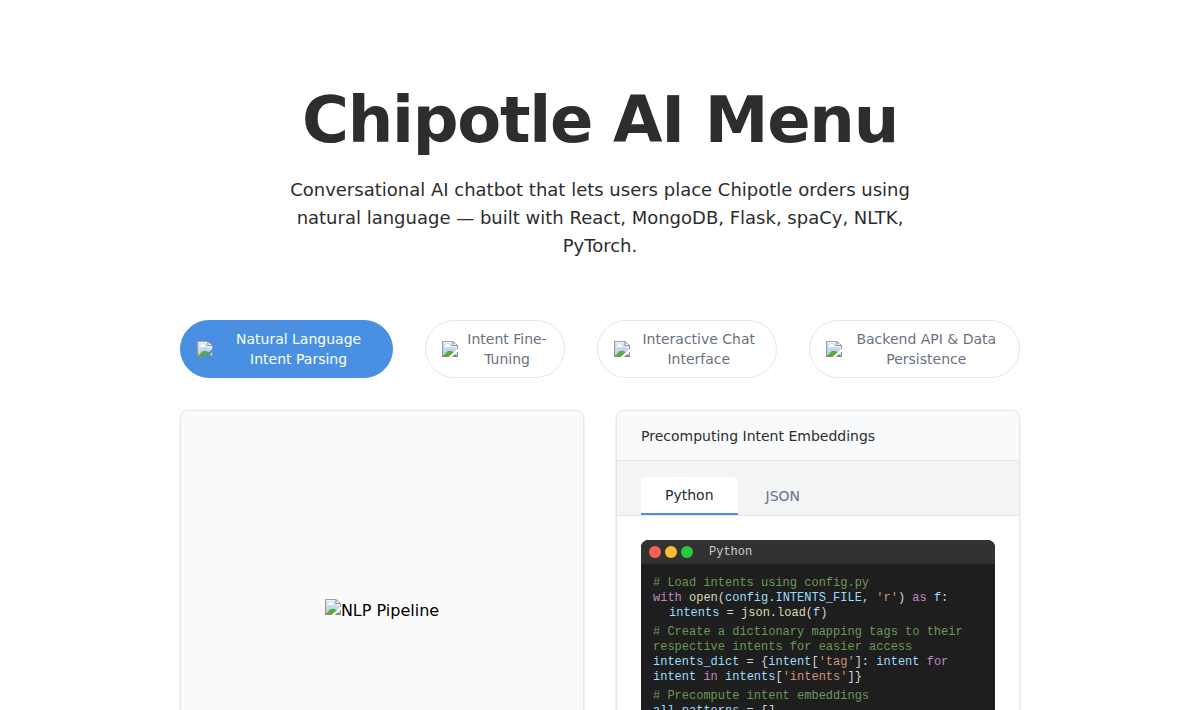 Chipotle AI Menu
Conversational AI chatbot that lets users place Chipotle orders using
natural language — built with React, MongoDB, Flask, spaCy, NLTK,
PyTorch.
Natural Language
Intent Parsing
Intent Fine-
Tuning
Interactive Chat
Interface
Backend API & Data
Persistence
NLP Pipeline
Precomputing Intent Embeddings
Python
JSON
Python
# Load intents using config.py
with open(config.INTENTS_FILE, 'r') as f:
intents = json.load(f)
# Create a dictionary mapping tags to their
respective intents for easier access
intents_dict = {intent['tag']: intent for
intent in intents['intents']}
# Precompute intent embeddings
all_patterns = []